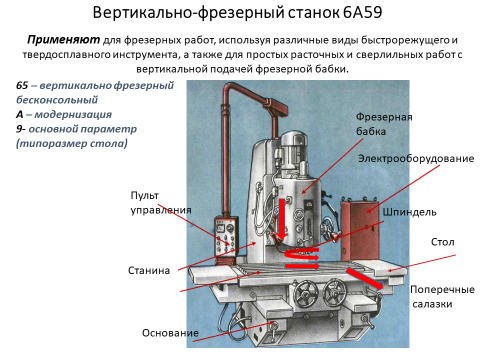 Вертикально-фрезерный станок 6А59
Применяют для фрезерных работ, используя различные виды быстрорежущего и
твердосплавного инструмента, а также для простых расточных и сверлильных работ с
вертикальной подачей фрезерной бабки.
65 – вертикально фрезерный
бесконсольный
А – модернизация
9- основной параметр
(типоразмер стола)
Фрезерная
бабка
Электрооборудование
Пульт
управления
Шпиндель
Стол
Станина
Поперечные
салазки
Основание